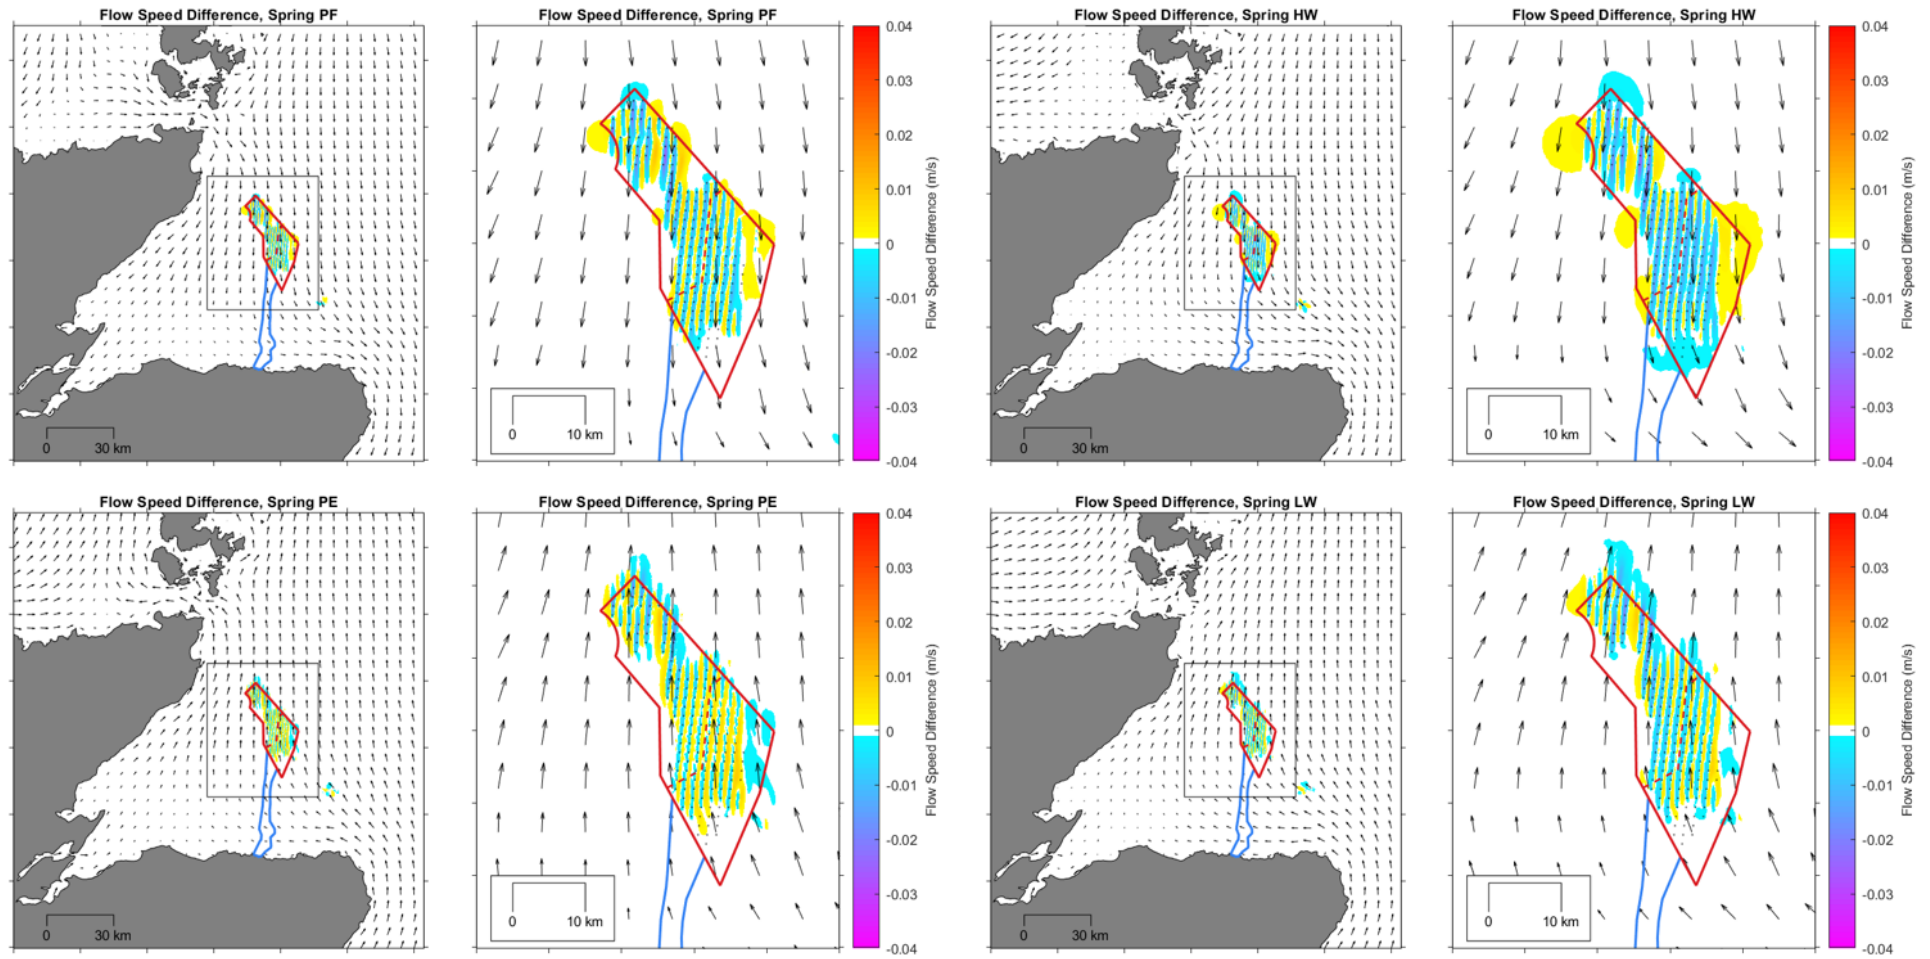 Flow Speed Difference, Spring PF
Flow Speed Difference, Spring PF
0.04
0.03
0.02
0.01
0
-0.01
-0.02
-0.03
-0.04
Flow Speed Difference (m/s)
0
30 km
0
10 km
Flow Speed Difference, Spring HW
Flow Speed Difference, Spring HW
0.04
0.03
0.02
0.01
0
-0.01
-0.02
-0.03
-0.04
Flow Speed Difference (m/s)
0
30 km
0
10 km
Flow Speed Difference, Spring PE
Flow Speed Difference, Spring PE
0.04
0.03
0.02
0.01
0
-0.01
-0.02
-0.03
-0.04
Flow Speed Difference (m/s)
0
30 km
0
10 km
Flow Speed Difference, Spring LW
Flow Speed Difference, Spring LW
0.04
0.03
0.02
0.01
0
-0.01
-0.02
-0.03
-0.04
Flow Speed Difference (m/s)
0
30 km
0
10 km